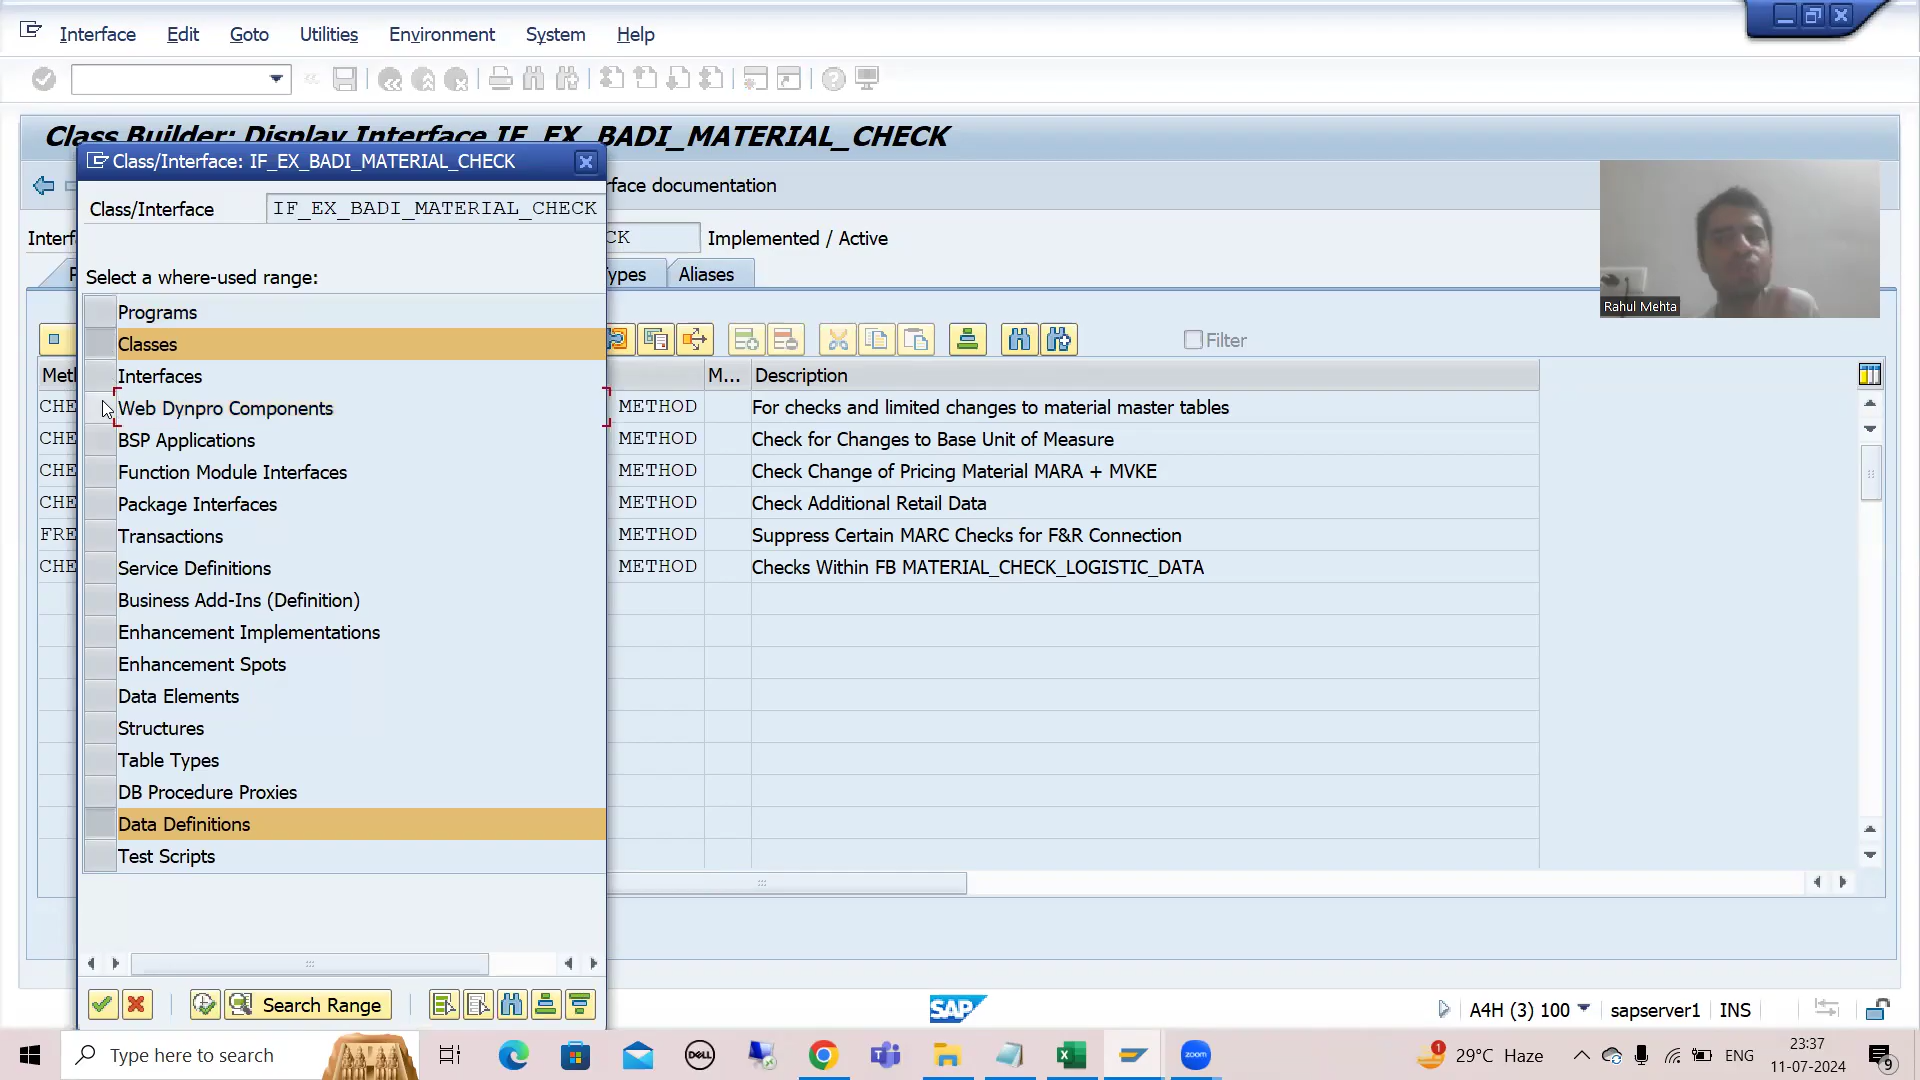 Interface Edit Goto Utilities Environment System Help
Class Builder: Display Interface IF_EX_BADI_MATERIAL_CHECK
Class/Interface: IF_EX_BADI_MATERIAL_CHECK
face documentation
Class/Interface IF_EX_BADI_MATERIAL_CHECK
Interf CK Implemented / Active
Select a where-used range:
ypes Aliases
Rahul Mehta
Programs
Classes
Filter
Interfaces
Meth M... Description
Web Dynpro Components
CHE METHOD For checks and limited changes to material master tables
BSP Applications
CHE METHOD Check for Changes to Base Unit of Measure
Function Module Interfaces
CHE METHOD Check Change of Pricing Material MARA + MVKE
Package Interfaces
CHE METHOD Check Additional Retail Data
Transactions
FRE METHOD Suppress Certain MARC Checks for F&R Connection
Service Definitions
CHE METHOD Checks Within FB MATERIAL_CHECK_LOGISTIC_DATA
Business Add-Ins (Definition)
Enhancement Implementations
Enhancement Spots
Data Elements
Structures
Table Types
DB Procedure Proxies
Data Definitions
Test Scripts
Search Range
SAP
A4H (3) 100 sapserver1 INS
Type here to search
DELL
zoom
1
29°C Haze
ENG
23:37
11-07-2024
9